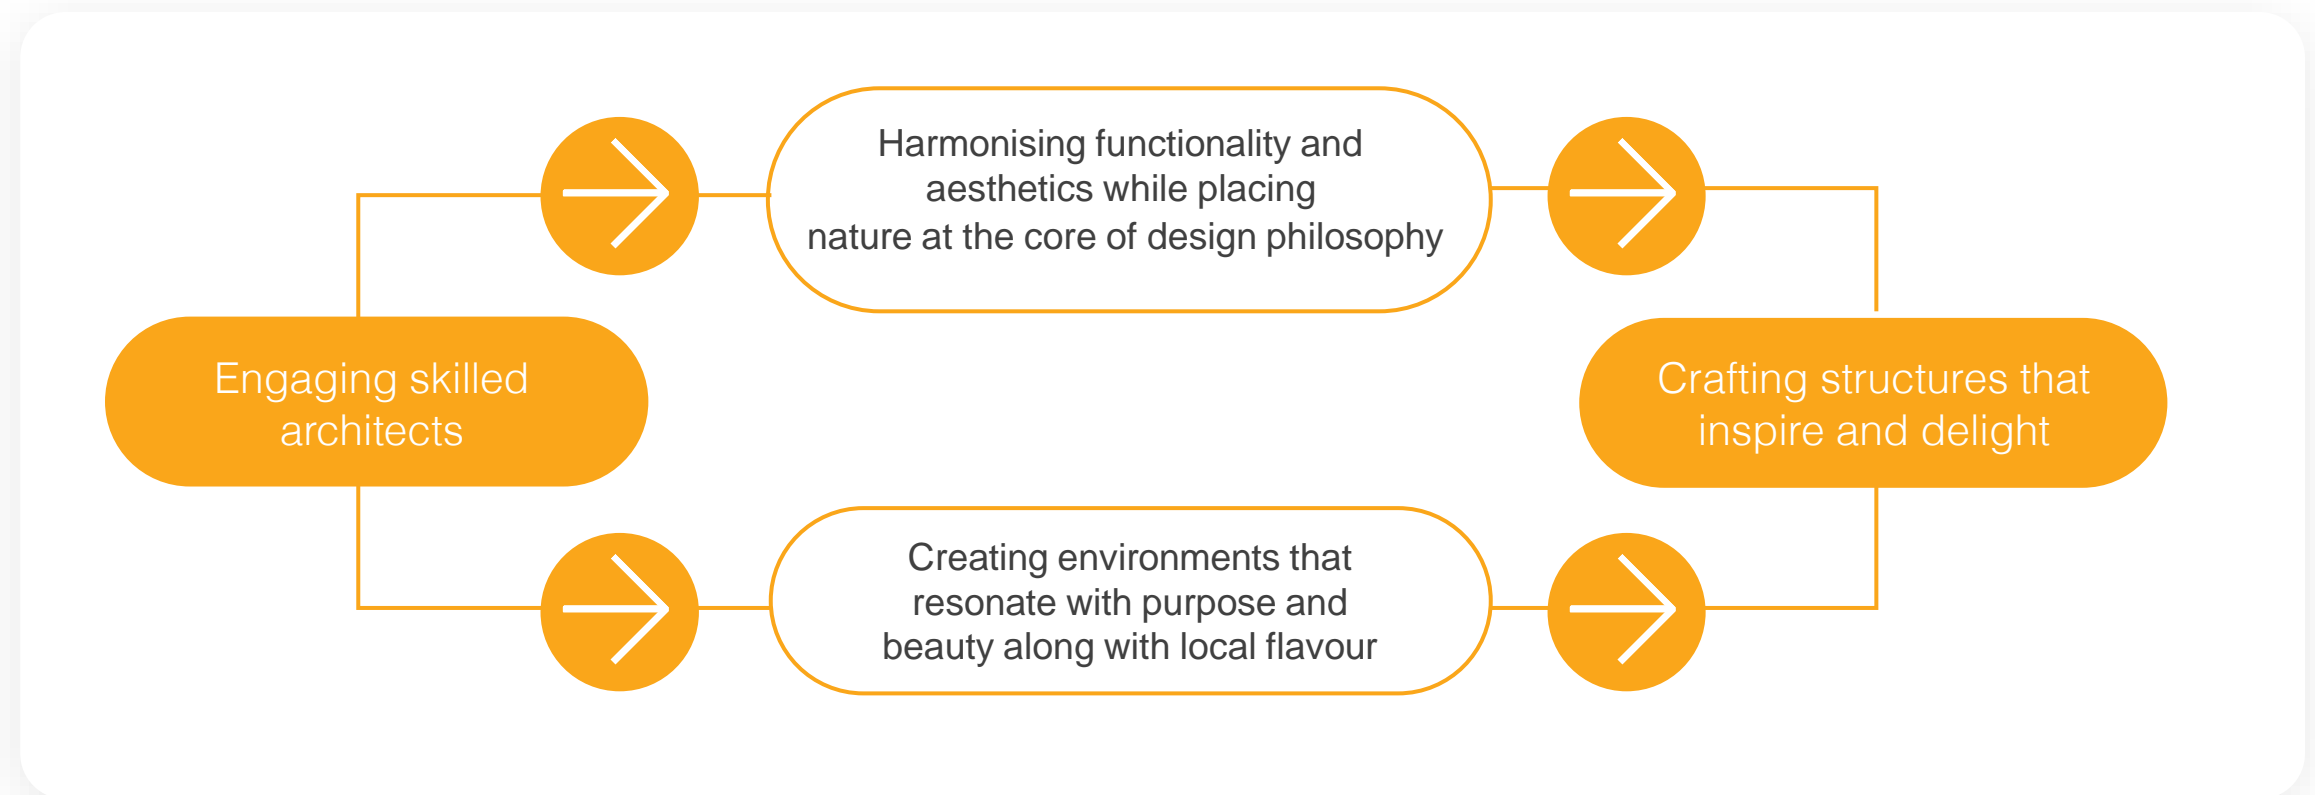 Harmonising functionality and
aesthetics while placing
nature at the core of design philosophy
Engaging skilled
architects
Crafting structures that
inspire and delight
Creating environments that
resonate with purpose and
beauty along with local flavour